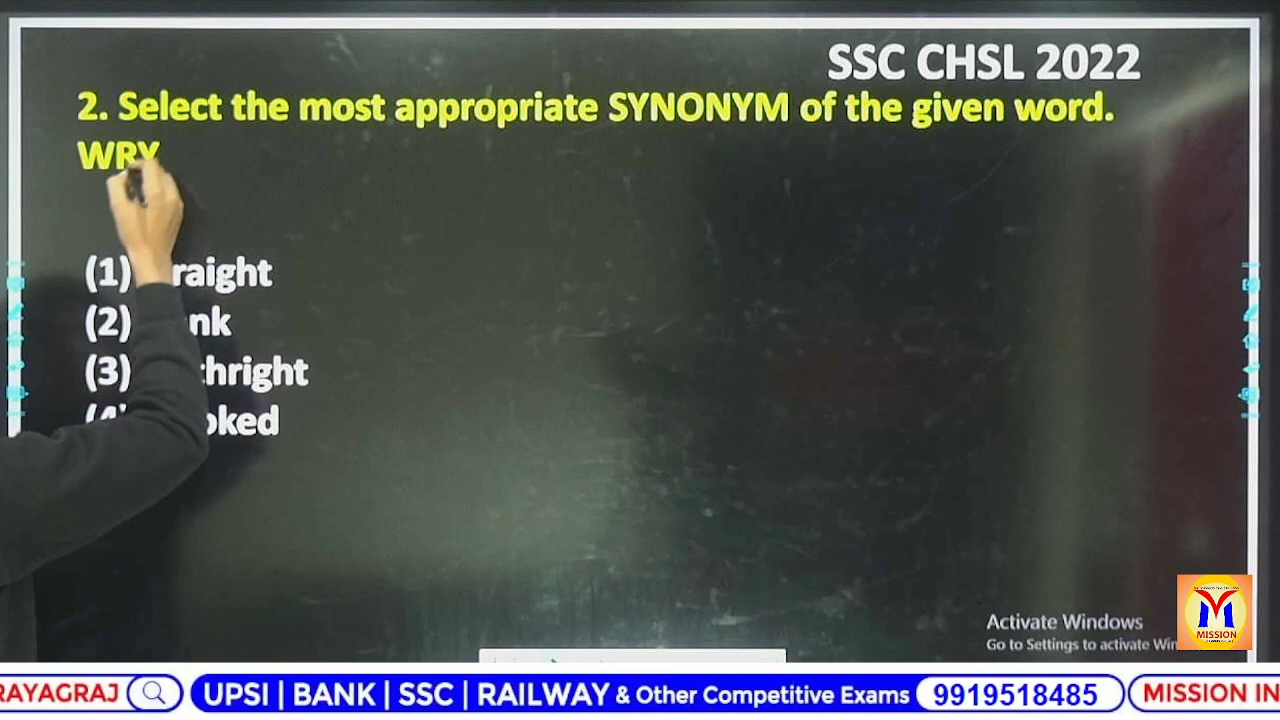 SSC CHSL 2022
2. Select the most appropriate SYNONYM of the given word.
WRY
(1) raight
(2) nk
(3) thright
(4) oked
Activate Windows
Go to Settings to activate Win
MISSION
RAYAGRAJ
UPSI | BANK | SSC | RAILWAY & Other Competitive Exams
9919518485
MISSION IN